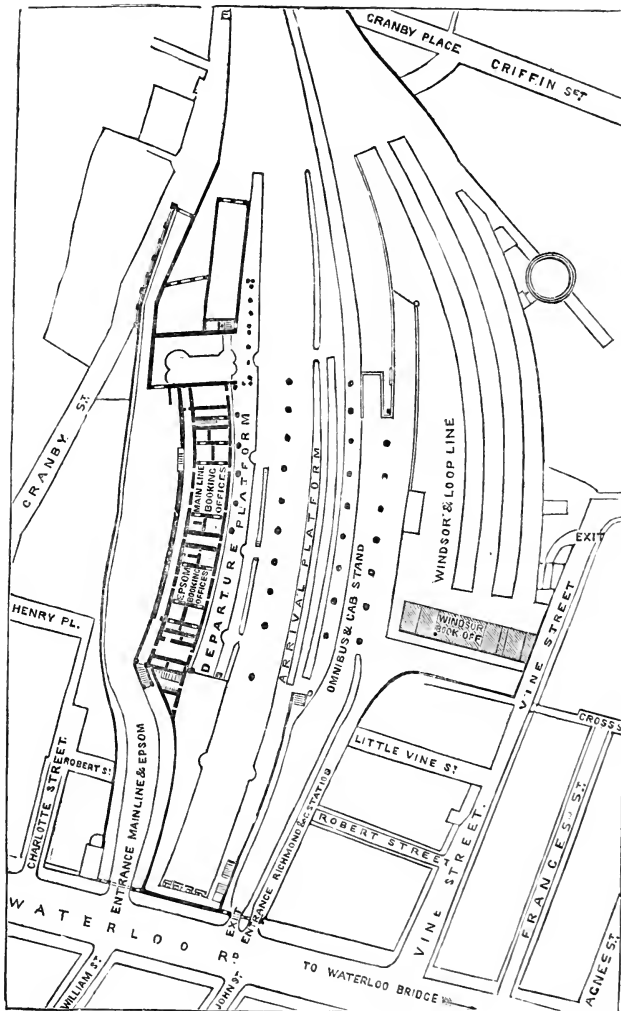 GRANBY PLACE
GRIFFIN SET
GRANBY ST
MAIN LINE
BOOKING
OFFICES
EPSOM
BOOKING
OFFICES
DEPARTURE PLATFORM
ARRIVAL PLATFORM
OMNIBUS & CAB STAND
WINDSOR & LOOP LINE
EXIT
WINDSOR
BOOK OFF
VINE STREET
HENRY PL.
CROSS S
LITTLE VINE ST
ROBERT ST
CHARLOTTE STREET.
ENTRANCE MAIN LINE & EPSOM
ENTRANCE RICHMOND & C STATION
ROBERT STREET
VINE STREET.
FRANCES ST
AGNES ST
EXIT
WATERLOO RD
TO WATERLOO BRIDGE
WILLIAM ST
JOHN ST